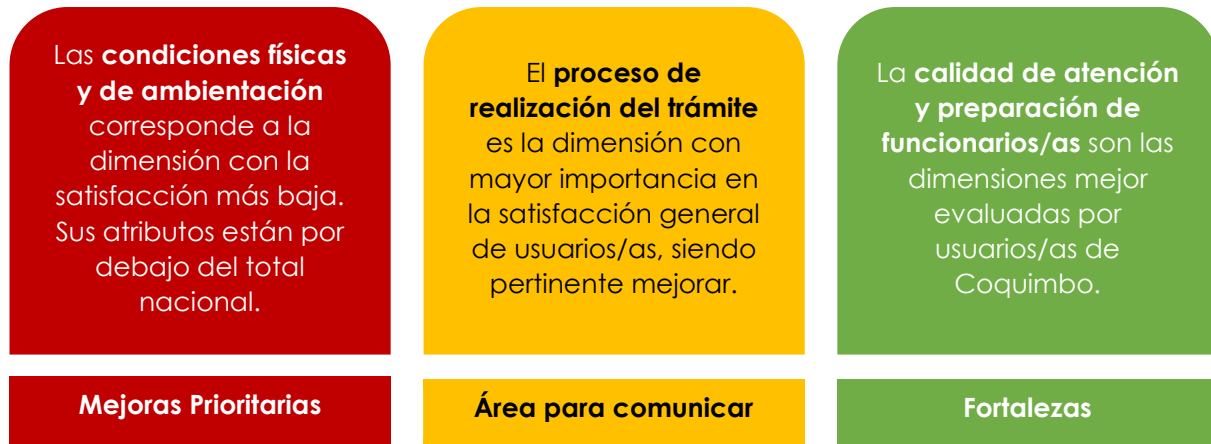 Las condiciones físicas
y de ambientación
corresponde a la
dimensión con la
satisfacción más baja.
Sus atributos están por
debajo del total
nacional.
Mejoras Prioritarias
El proceso de
realización del trámite
es la dimensión con
mayor importancia en
la satisfacción general
de usuarios/as, siendo
pertinente mejorar.
Área para comunicar
La calidad de atención
y preparación de
funcionarios/as son las
dimensiones mejor
evaluadas por
usuarios/as de
Coquimbo.
Fortalezas